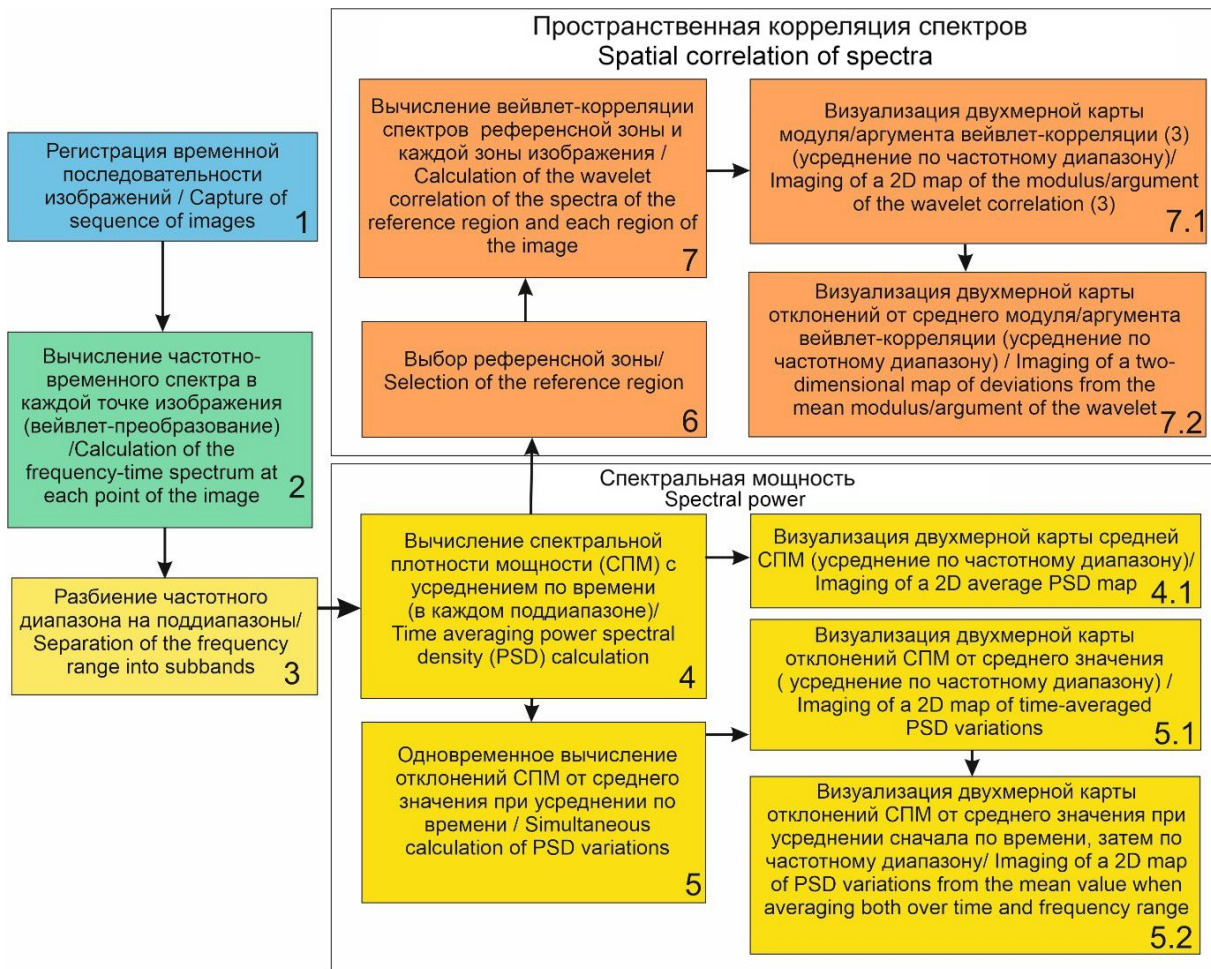 Пространственная корреляция спектров
Spatial correlation of spectra
Регистрация временной
последовательности
изображений / Capture of
sequence of images
1
Вычисление частотно-
временного спектра в
каждой точке изображения
(вейвлет-преобразование)
/Calculation of the
frequency-time spectrum at
each point of the image
2
Разбиение частотного
диапазона на поддиапазоны/
Separation of the frequency
range into subbands
3
Вычисление вейвлет-корреляции
спектров референсной зоны и
каждой зоны изображения /
Calculation of the wavelet
correlation of the spectra of the
reference region and each region of
the image
7
Визуализация двухмерной карты
модуля/аргумента вейвлет-корреляции (3)
(усреднение по частотному диапазону)/
Imaging of a 2D map of the modulus/argument
of the wavelet correlation (3)
7.1
Визуализация двухмерной карты
отклонений от среднего модуля/аргумента
вейвлет-корреляции (усреднение по
частотному диапазону) / Imaging of a two-
dimensional map of deviations from the
mean modulus/argument of the wavelet
7.2
Выбор референсной зоны/
Selection of the reference region
6
Спектральная мощность
Spectral power
Вычисление спектральной
плотности мощности (СПМ) с
усреднением по времени
(в каждом поддиапазоне)/
Time averaging power spectral
density (PSD) calculation
4
Визуализация двухмерной карты средней
СПМ (усреднение по частотному диапазону)/
Imaging of a 2D average PSD map
4.1
Визуализация двухмерной карты
отклонений СПМ от среднего значения
( усреднение по частотному диапазону) /
Imaging of a 2D map of time-averaged
PSD variations
5.1
Одновременное вычисление
отклонений СПМ от среднего
значения при усреднении по
времени / Simultaneous
calculation of PSD variations
5
Визуализация двухмерной карты
отклонений СПМ от среднего значения при
усреднении сначала по времени, затем по
частотному диапазону/ Imaging of a 2D map
of PSD variations from the mean value when
averaging both over time and frequency range
5.2